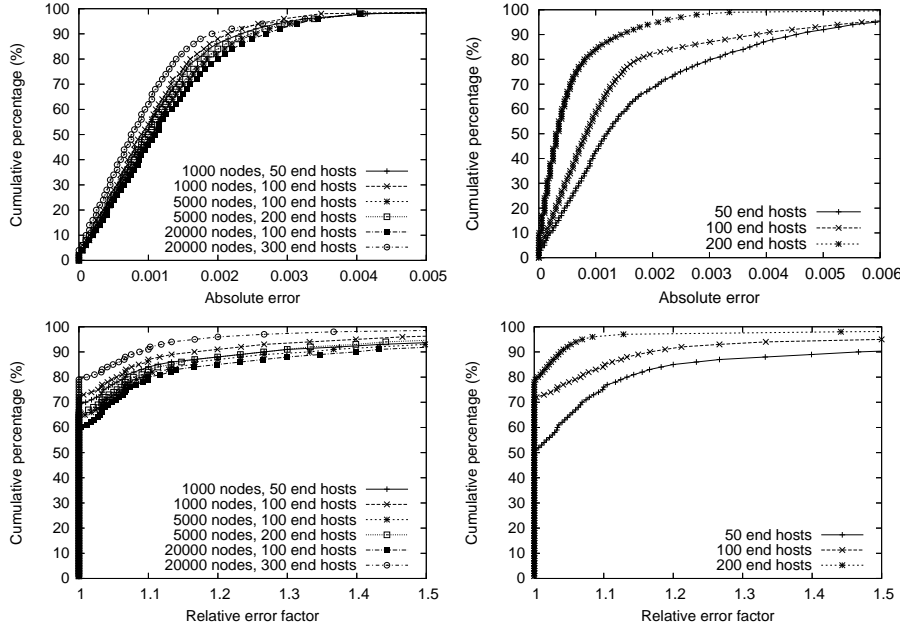 Cumulative percentage (%)
100
90
80
70
60
50
40
30
20
10
0
1000 nodes, 50 end hosts
1000 nodes, 100 end hosts
5000 nodes, 100 end hosts
5000 nodes, 200 end hosts
20000 nodes, 100 end hosts
20000 nodes, 300 end hosts
0 0.001 0.002 0.003 0.004 0.005
Absolute error
Cumulative percentage (%)
100
90
80
70
60
50
40
30
20
10
0
50 end hosts
100 end hosts
200 end hosts
0 0.001 0.002 0.003 0.004 0.005 0.006
Absolute error
Cumulative percentage (%)
100
90
80
70
60
50
40
30
20
10
0
1000 nodes, 50 end hosts
1000 nodes, 100 end hosts
5000 nodes, 100 end hosts
5000 nodes, 200 end hosts
20000 nodes, 100 end hosts
20000 nodes, 300 end hosts
1 1.1 1.2 1.3 1.4 1.5
Relative error factor
Cumulative percentage (%)
100
90
80
70
60
50
40
30
20
10
0
50 end hosts
100 end hosts
200 end hosts
1 1.1 1.2 1.3 1.4 1.5
Relative error factor